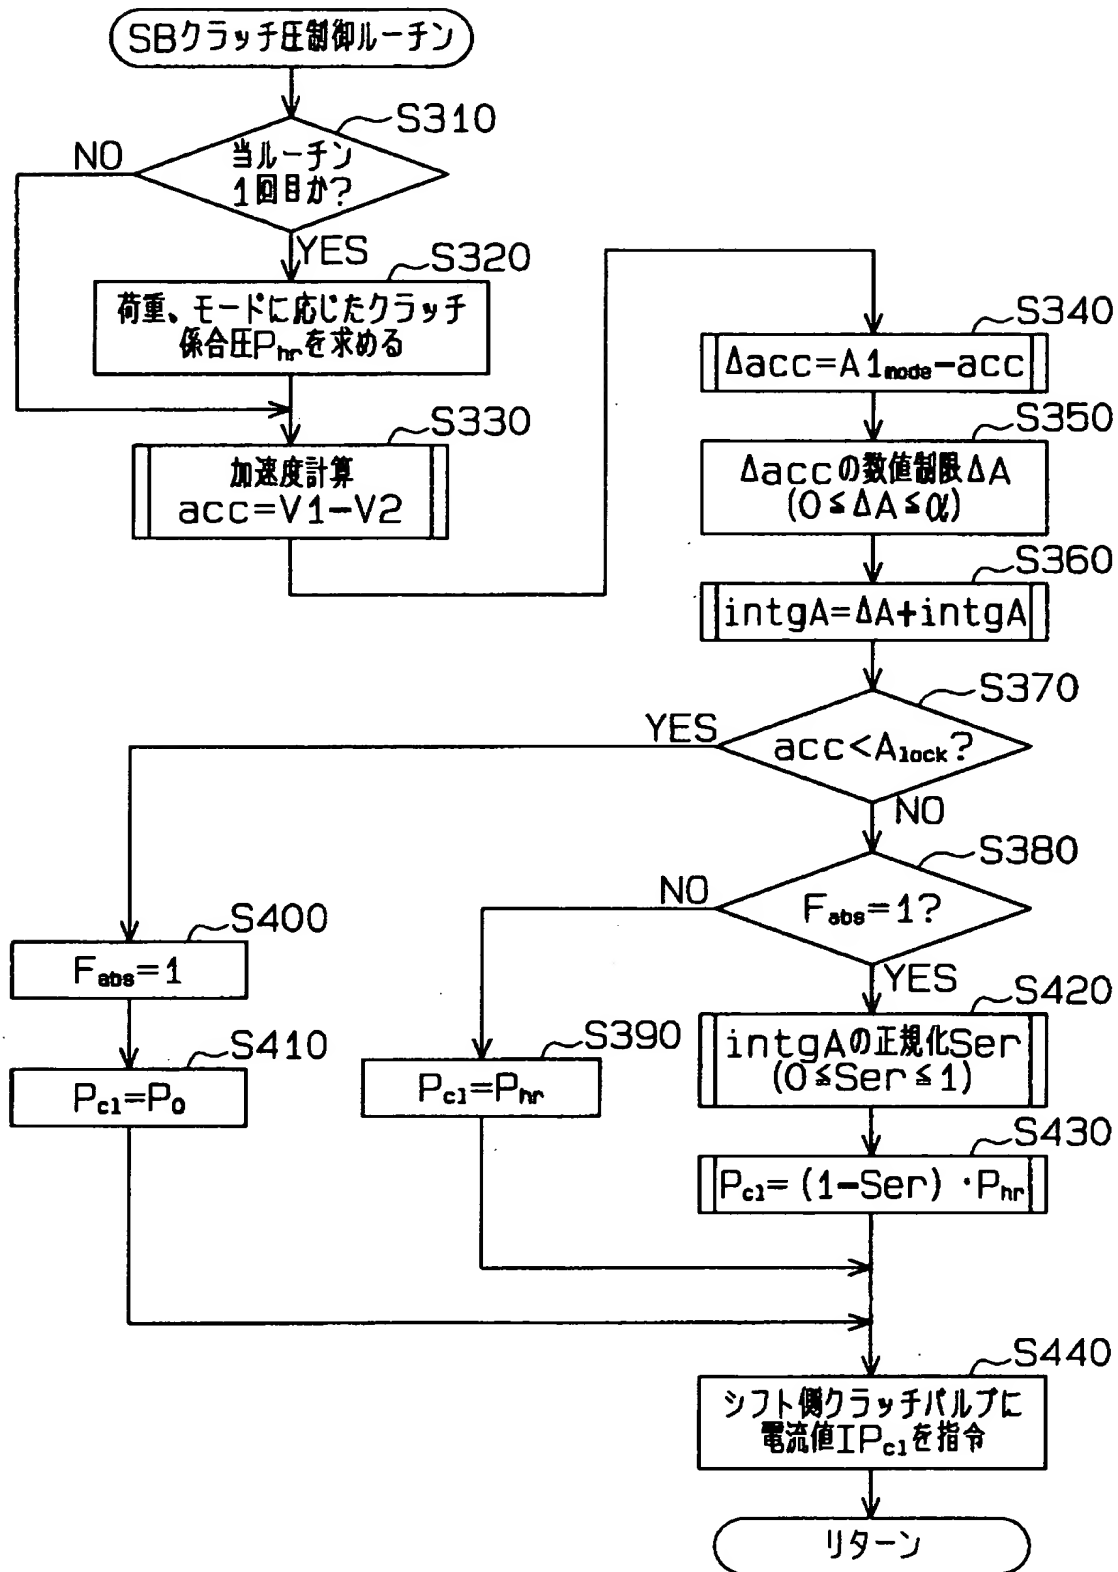 SBクラッチ圧制御ルーチン
S310
当ルーチン
1回目か?
NO
YES
S320
荷重、モードに応じたクラッチ
係合圧Phrを求める
S330
加速度計算
acc=V1−V2
S340
Δacc=A1mode−acc
S350
Δaccの数値制限ΔA
(0≦ΔA≦α)
S360
intgA=ΔA+intgA
S370
acc<Alock?
YES
NO
S380
Fabs=1?
NO
YES
S400
Fabs=1
S410
Pcl=P0
S390
Pcl=Phr
S420
intgAの正規化Ser
(0≦Ser≦1)
S430
Pcl=(1−Ser)・Phr
S440
シフト側クラッチバルブに
電流値IPclを指令
リターン